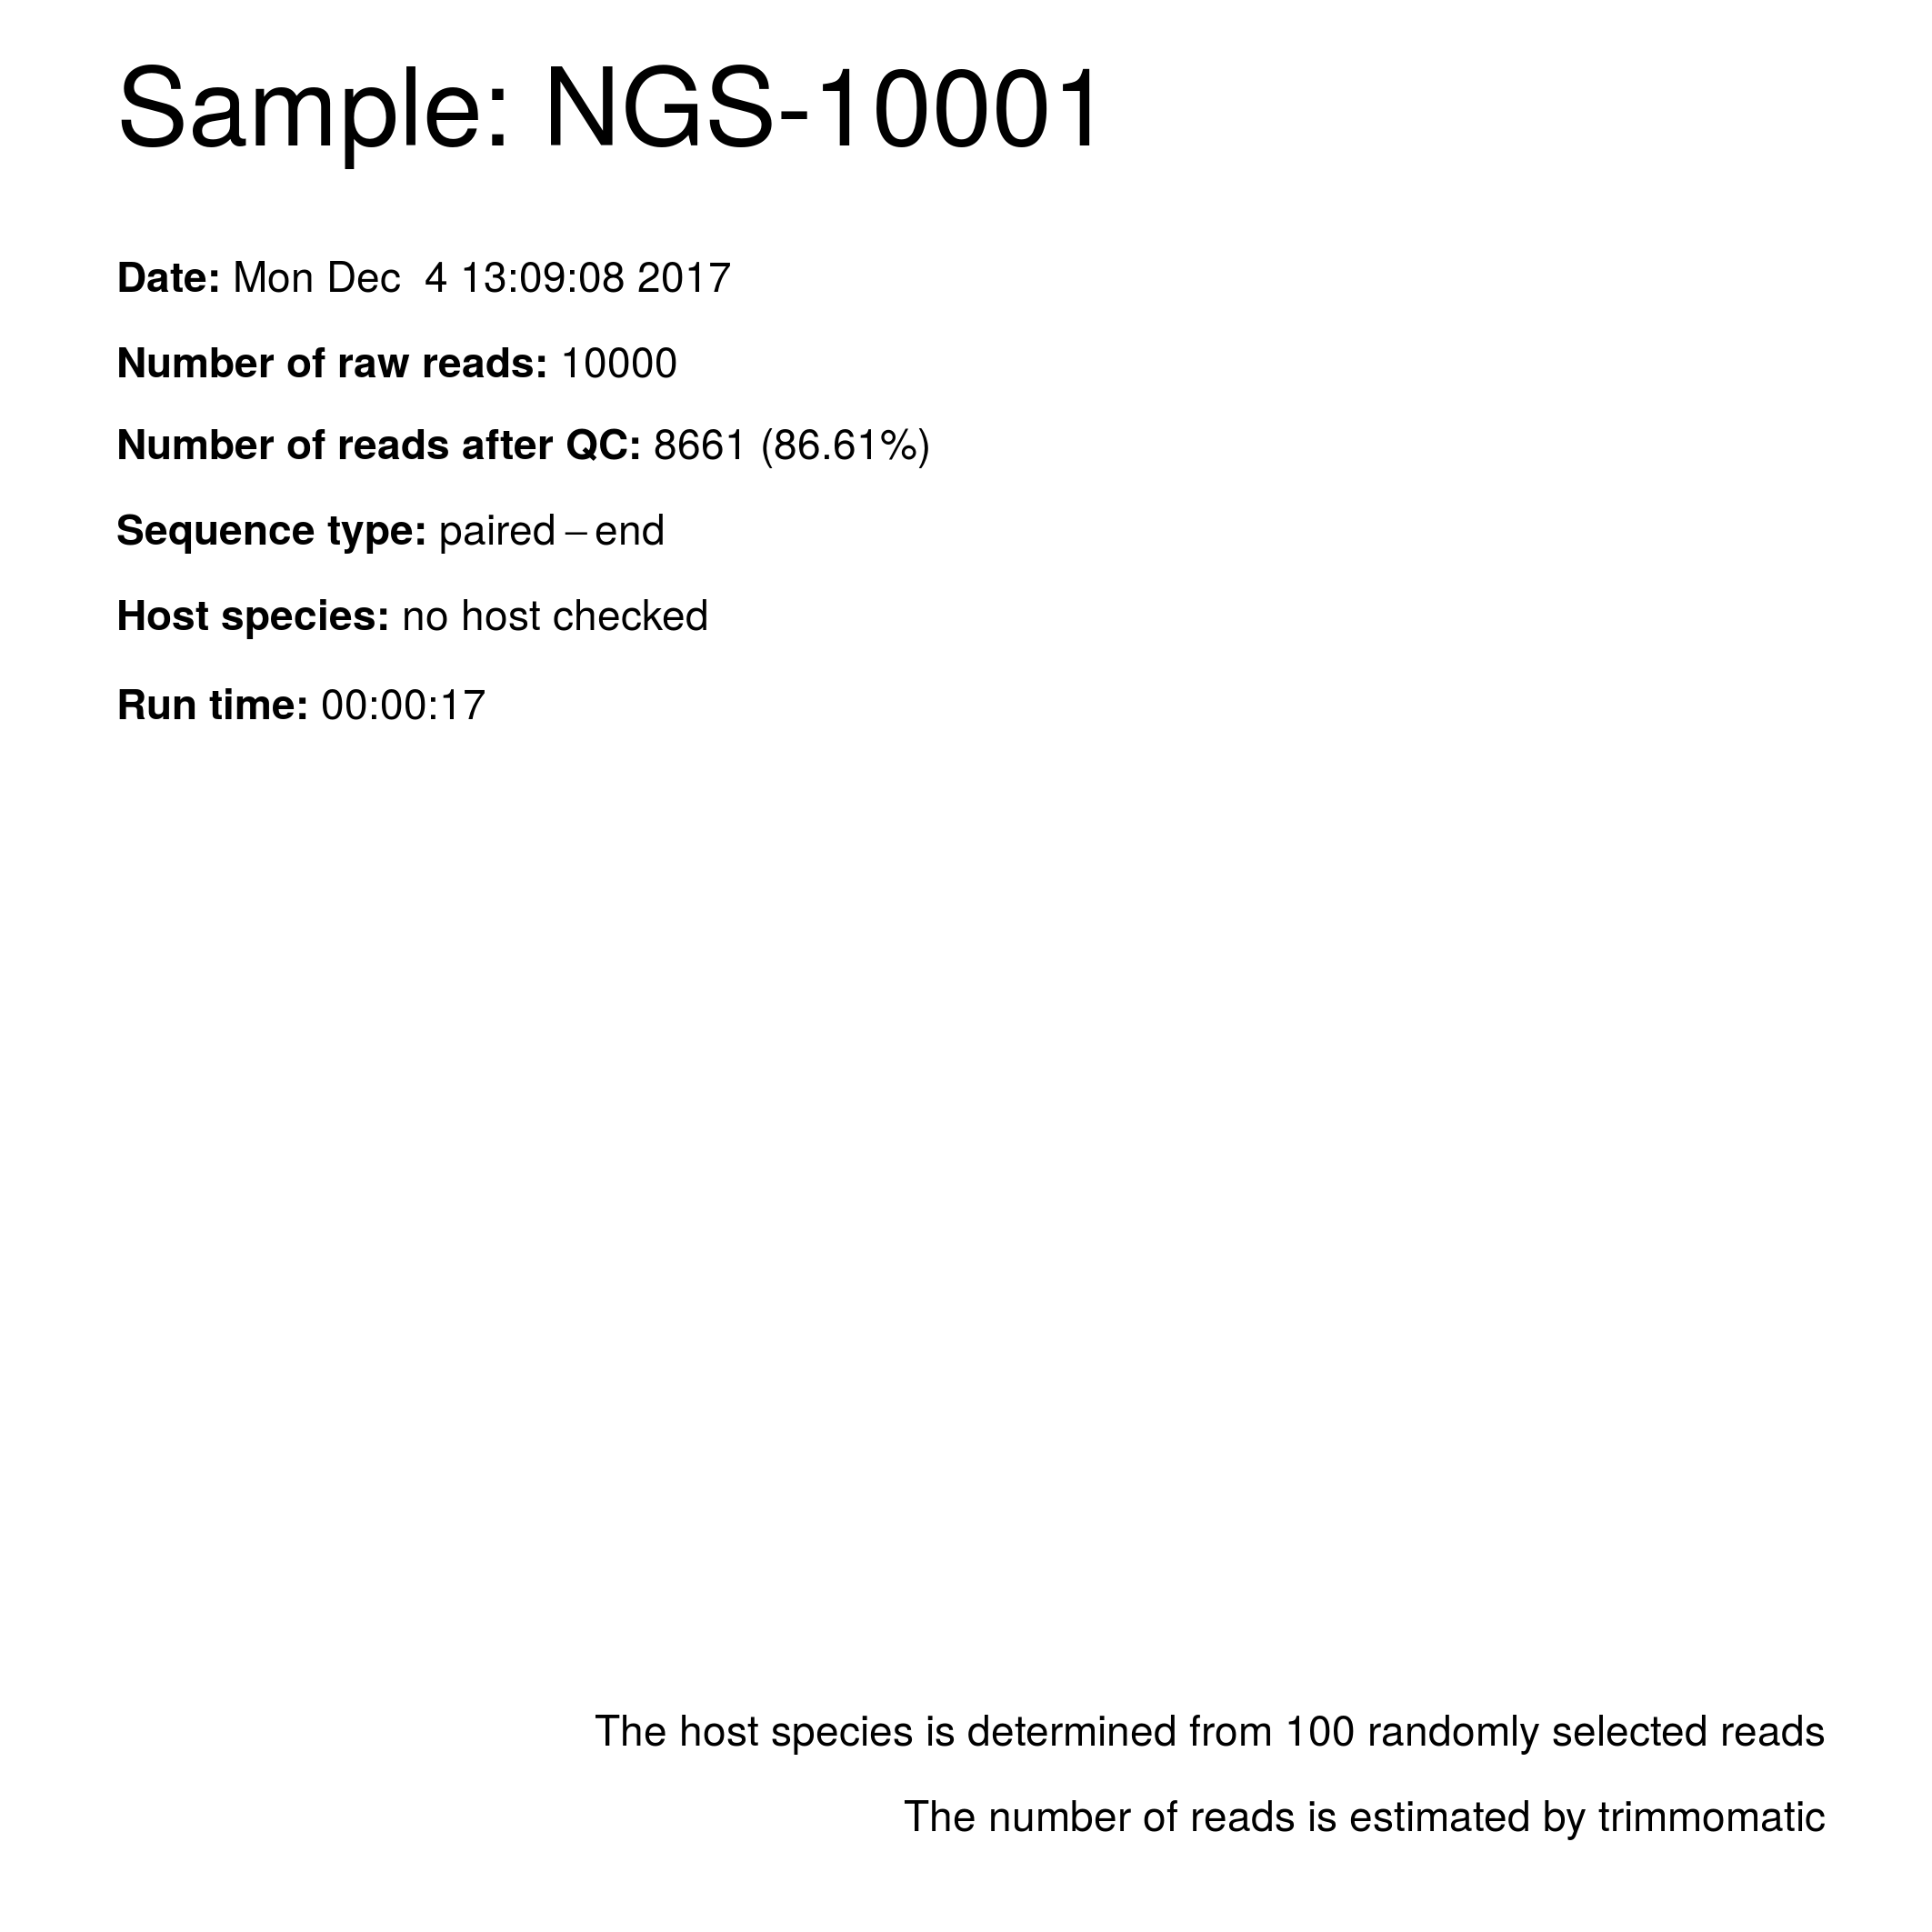 Sample: NGS-10001
Date: Mon Dec  4 13:09:08 2017
Number of raw reads: 10000
Number of reads after QC: 8661 (86.61%)
Sequence type: paired – end
Host species: no host checked
Run time: 00:00:17
The host species is determined from 100 randomly selected reads
The number of reads is estimated by trimmomatic